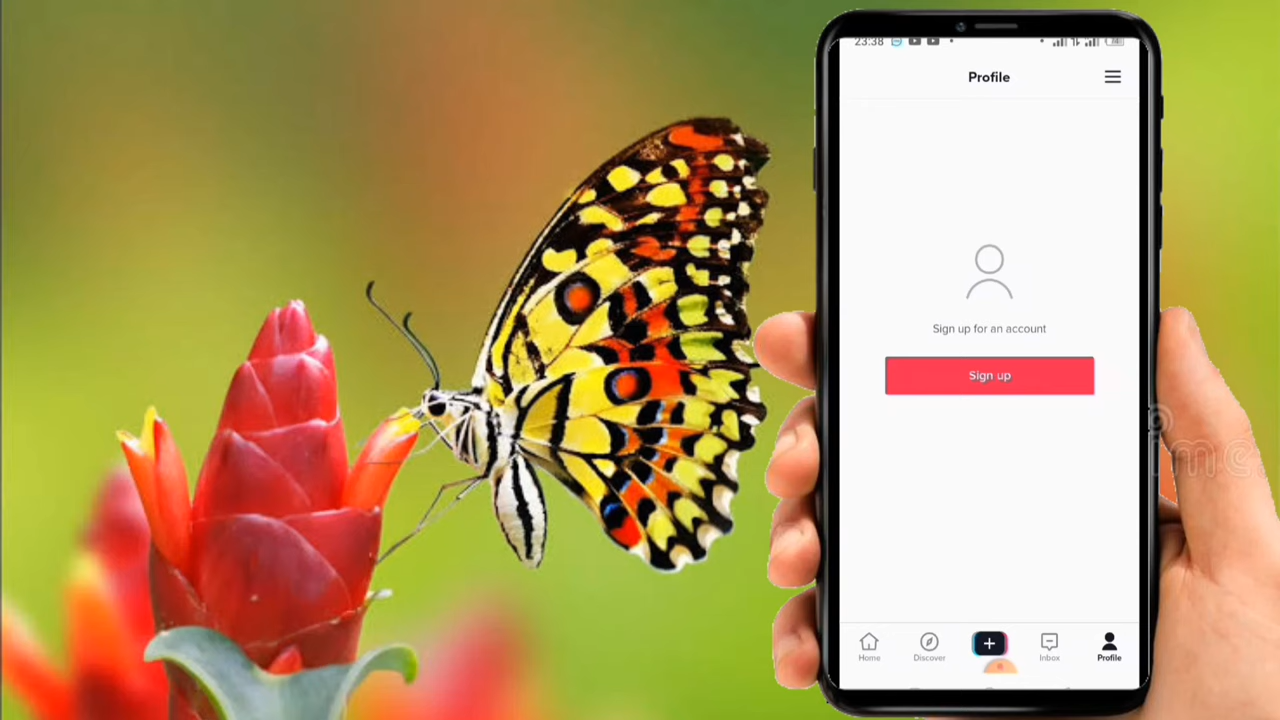 23:38
Profile
Sign up for an account
Sign up
Home
Discover
Inbox
Profile